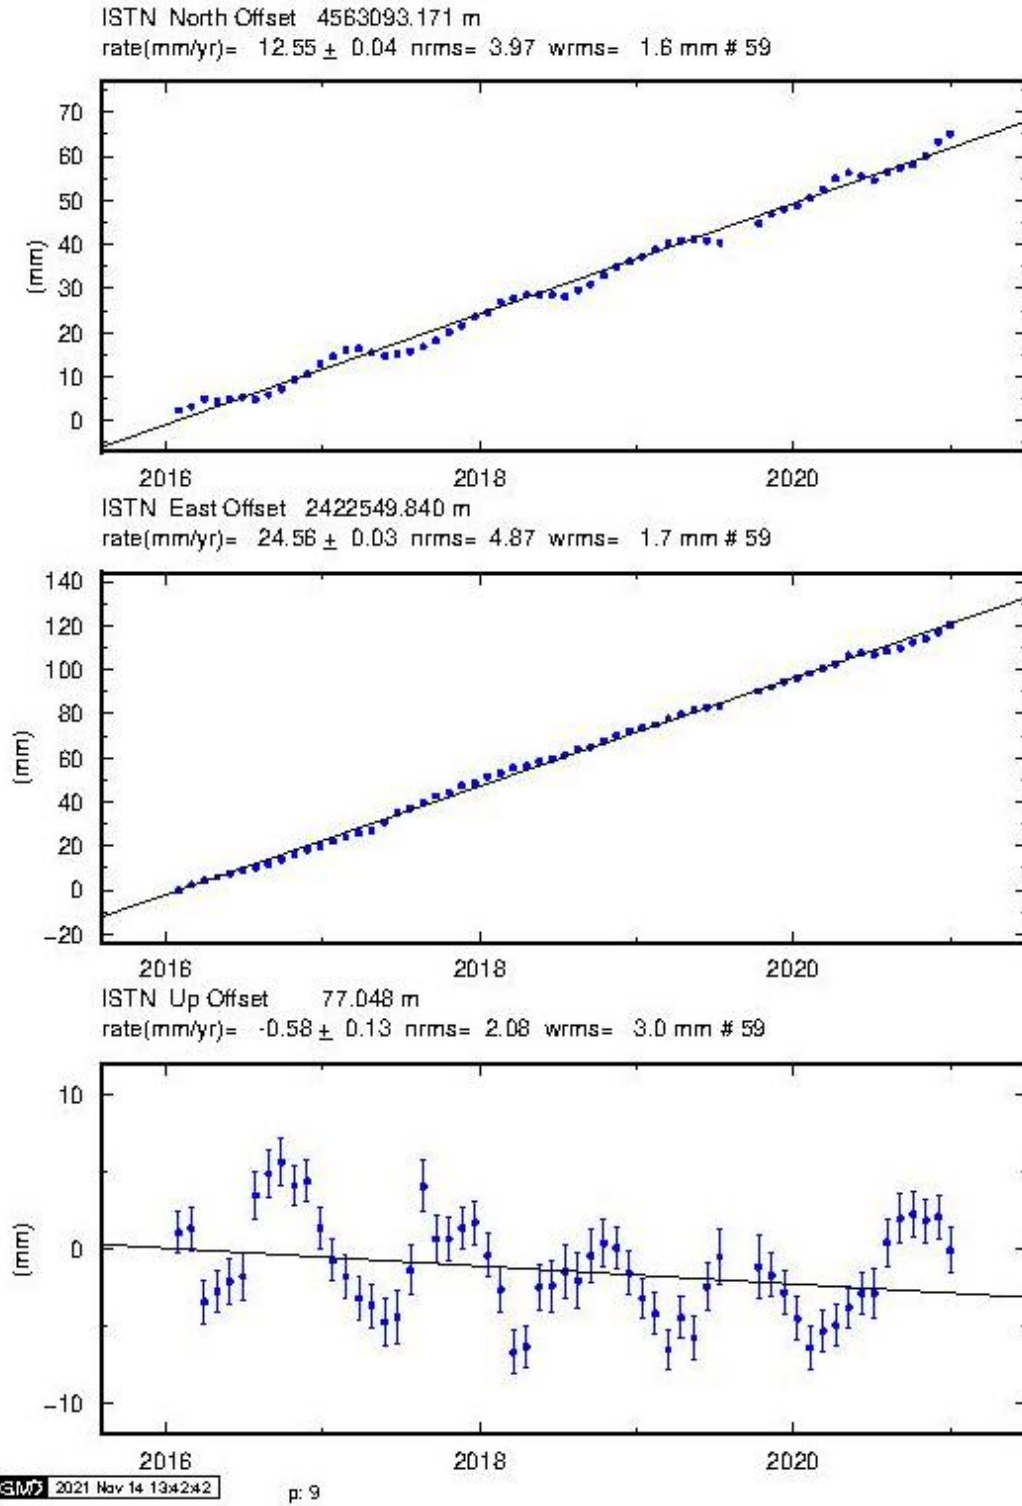 ISTN North Offset 4563093.171 m
rate(mm/yr)= 12.55 ± 0.04 nrms= 3.97 wrms= 1.6 mm # 59
70
60
50
40
30
20
10
0
(mm)
2016 2018 2020
ISTN East Offset 2422549.840 m
rate(mm/yr)= 24.56 ± 0.03 nrms= 4.87 wrms= 1.7 mm # 59
140
120
100
80
60
40
20
0
−20
(mm)
2016 2018 2020
ISTN Up Offset 77.048 m
rate(mm/yr)= -0.58 ± 0.13 nrms= 2.08 wrms= 3.0 mm # 59
10
0
−10
(mm)
2016 2018 2020
GMT 2021 Nov 14 13:42:42
p: 9